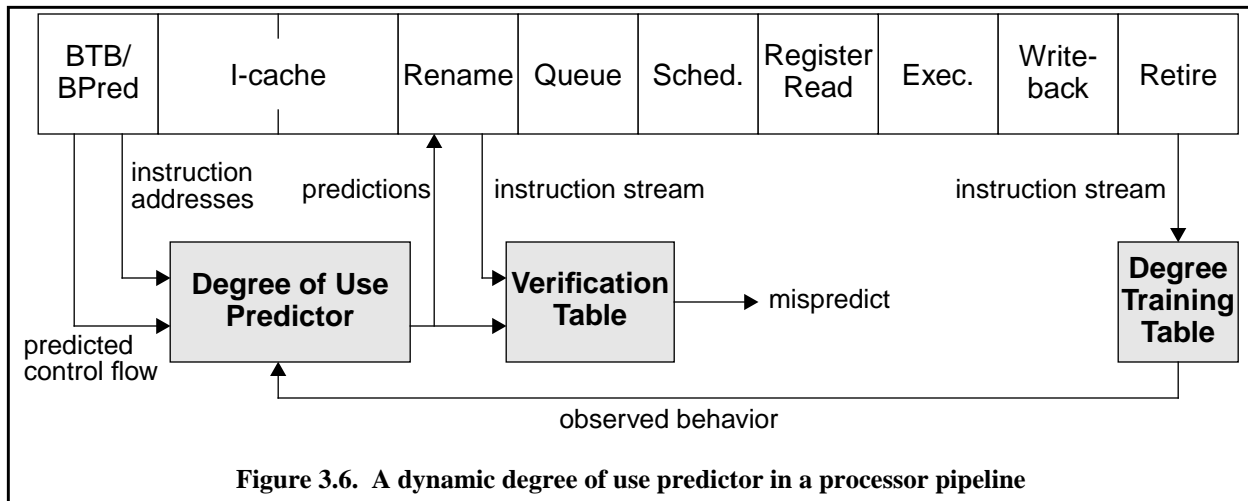 BTB/
BPred
I-cache
Rename
Queue
Sched.
Register
Read
Exec.
Write-
back
Retire
instruction
addresses
predictions
instruction stream
instruction stream
Degree of Use
Predictor
Verification
Table
mispredict
Degree
Training
Table
predicted
control flow
observed behavior
Figure 3.6. A dynamic degree of use predictor in a processor pipeline